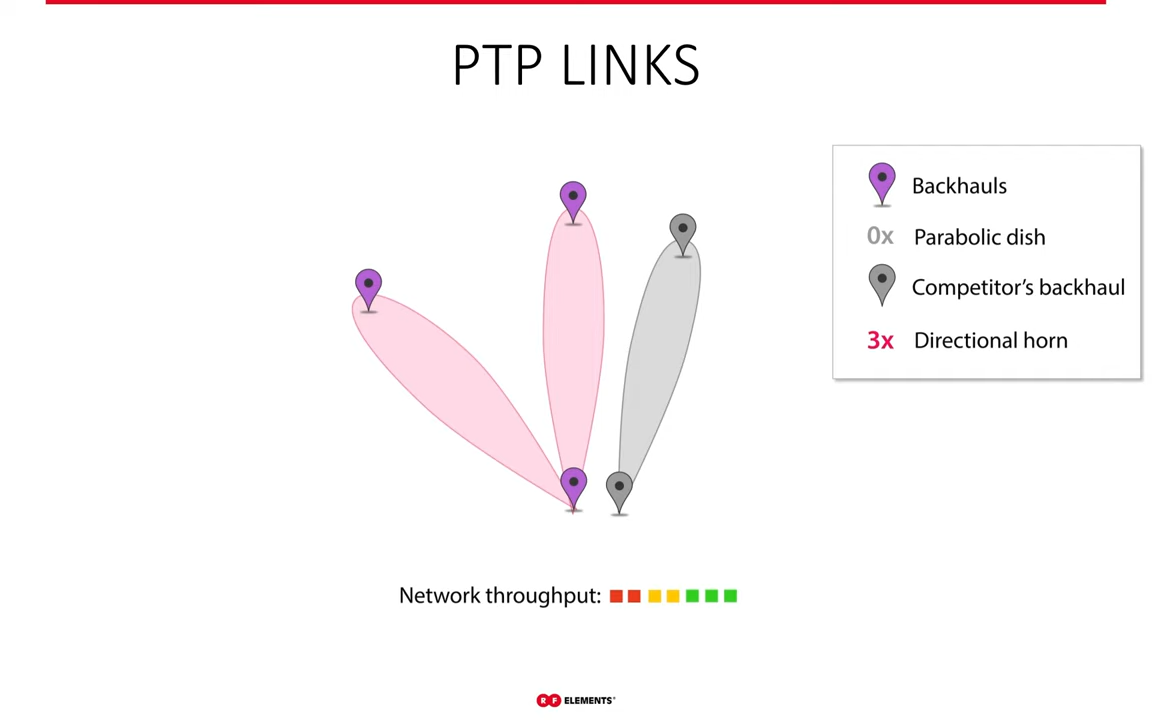 PTP LINKS
Backhauls
0x Parabolic dish
Competitor's backhaul
3x Directional horn
Network throughput:
RF ELEMENTS